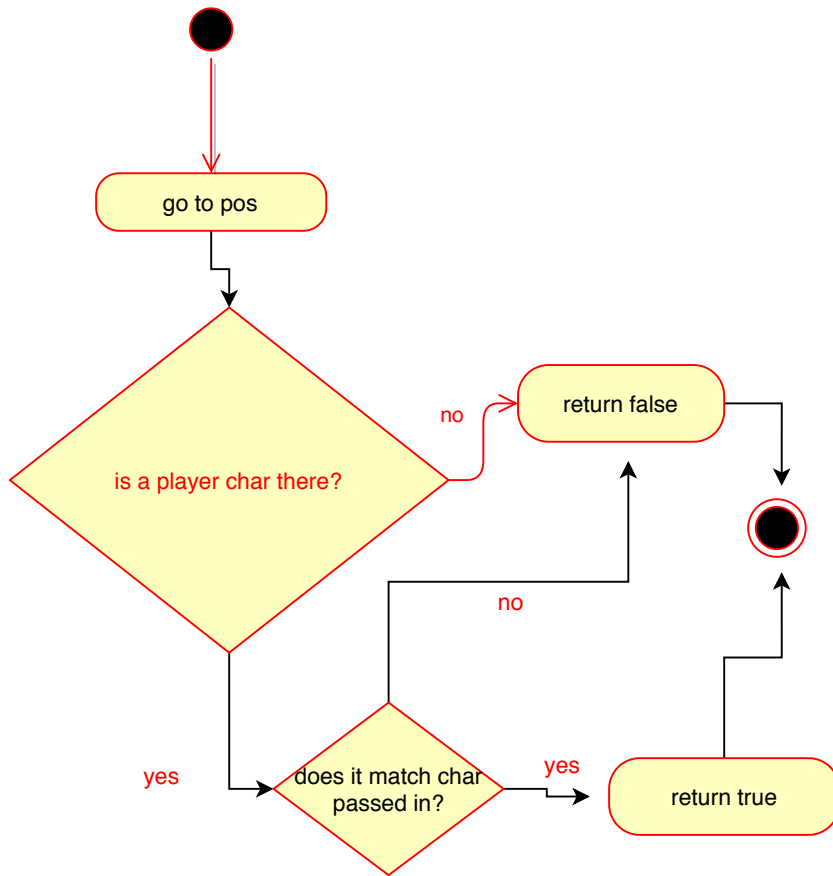 go to pos
no
return false
is a player char there?
no
yes
does it match char
passed in?
yes
return true